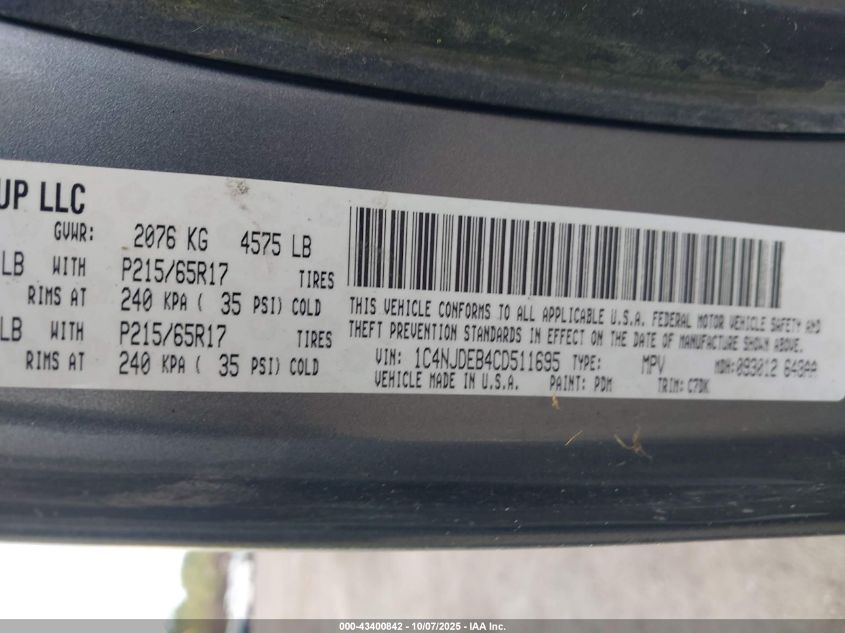 UP LLC
GVWR: 2076 KG 4575 LB
LB WITH P215/65R17 TIRES
RIMS AT 240 KPA ( 35 PSI) COLD
LB WITH P215/65R17 TIRES
RIMS AT 240 KPA ( 35 PSI) COLD
THIS VEHICLE CONFORMS TO ALL APPLICABLE U.S.A. FEDERAL MOTOR VEHICLE SAFETY AND
THEFT PREVENTION STANDARDS IN EFFECT ON THE DATE OF MANUFACTURE SHOWN ABOVE.
VIN: 1C4NJDEB4CD511695 TYPE: MPV MDH:093012 643AA
VEHICLE MADE IN U.S.A. PAINT: PDM TRIM: C7DK
000-43400842 - 10/07/2025 - IAA Inc.